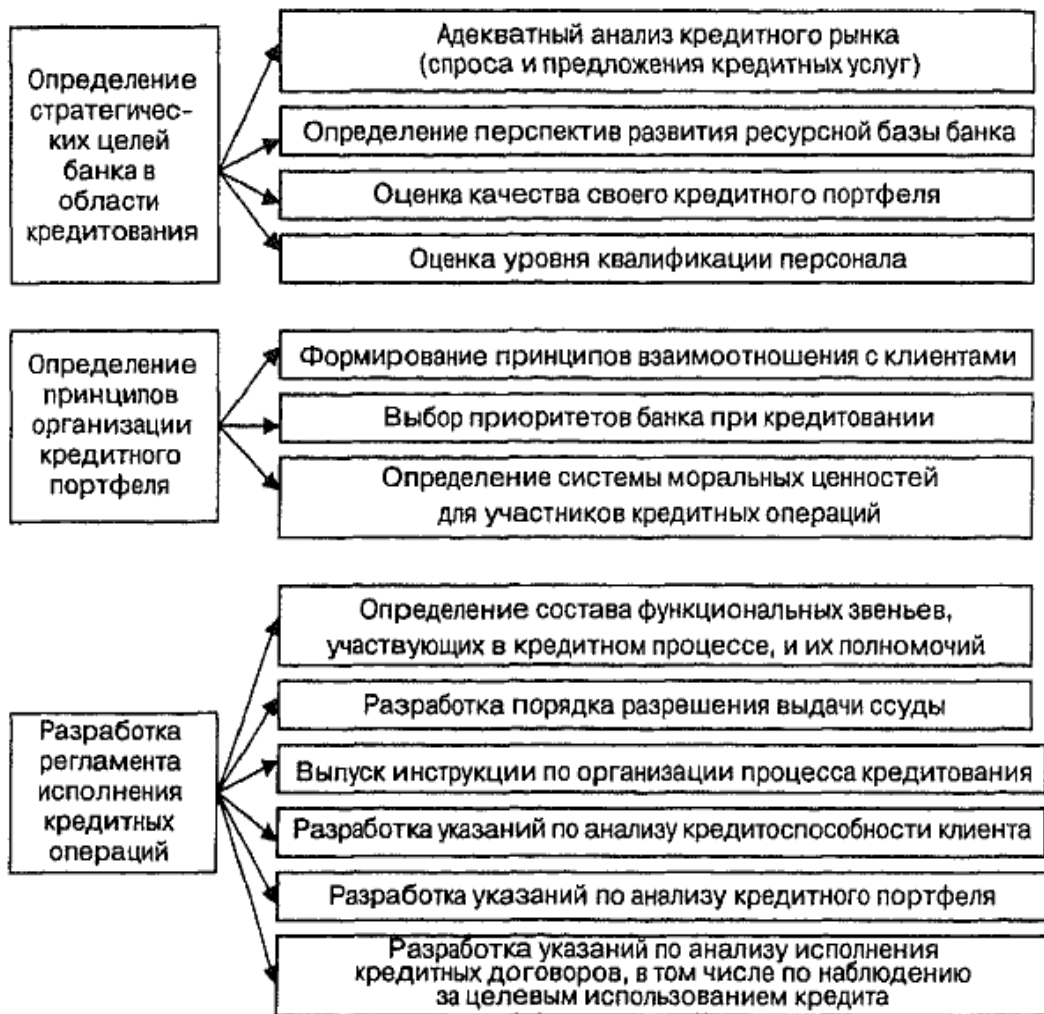 Определение
стратегичес-
ких целей
банка в
области
кредитования
Адекватный анализ кредитного рынка
(спроса и предложения кредитных услуг)
Определение перспектив развития ресурсной базы банка
Оценка качества своего кредитного портфеля
Оценка уровня квалификации персонала
Определение
принципов
организации
кредитного
портфеля
Формирование принципов взаимоотношения с клиентами
Выбор приоритетов банка при кредитовании
Определение системы моральных ценностей
для участников кредитных операций
Разработка
регламента
исполнения
кредитных
операций
Определение состава функциональных звеньев,
участвующих в кредитном процессе, и их полномочий
Разработка порядка разрешения выдачи ссуды
Выпуск инструкции по организации процесса кредитования
Разработка указаний по анализу кредитоспособности клиента
Разработка указаний по анализу кредитного портфеля
Разработка указаний по анализу исполнения
кредитных договоров, в том числе по наблюдению
за целевым использованием кредита